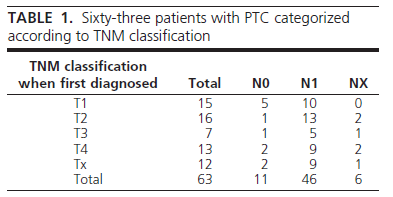 TABLE 1. Sixty-three patients with PTC categorized
according to TNM classification
TNM classification
when first diagnosed Total N0 N1 NX
T1 15 5 10 0
T2 16 1 13 2
T3 7 1 5 1
T4 13 2 9 2
Tx 12 2 9 1
Total 63 11 46 6